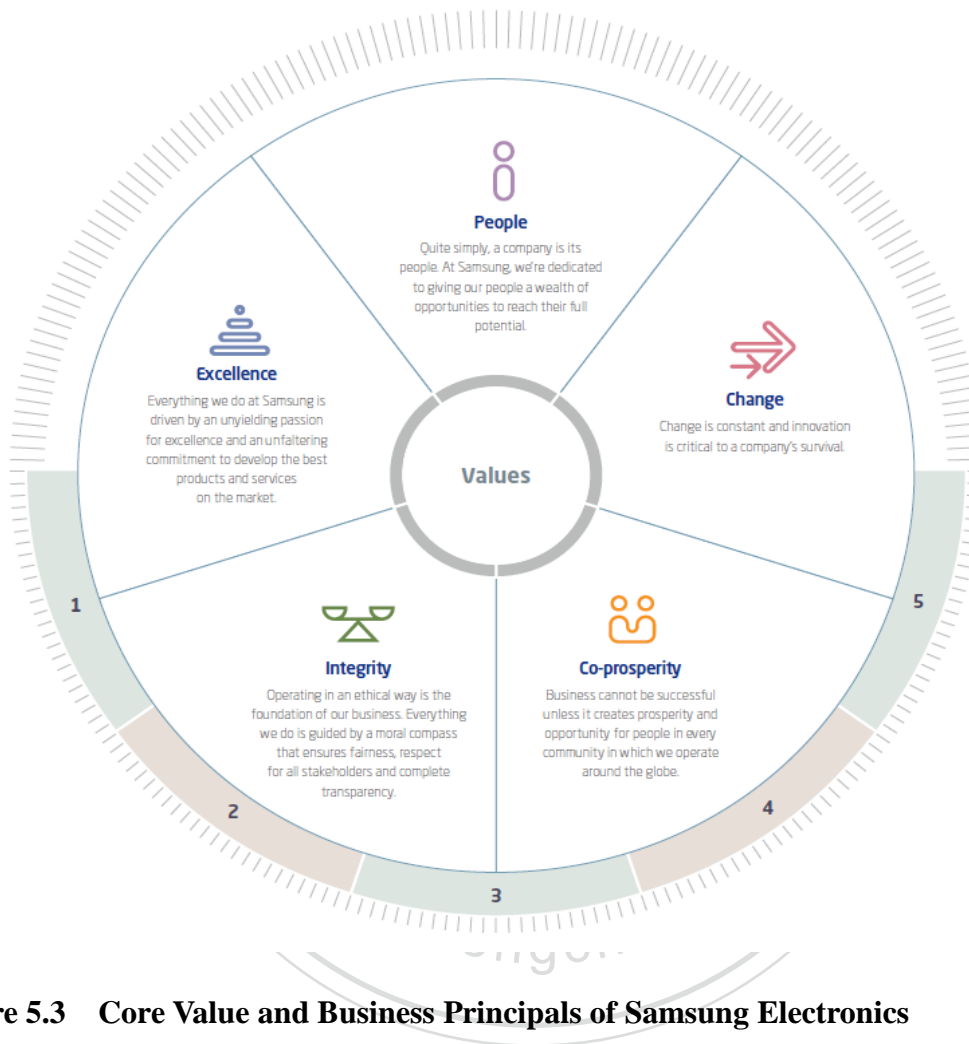 People
Quite simply, a company is its
people. At Samsung, we're dedicated
to giving our people a wealth of
opportunities to reach their full
potential.
Excellence
Everything we do at Samsung is
driven by an unyielding passion
for excellence and an unfaltering
commitment to develop the best
products and services
on the market.
Change
Change is constant and innovation
is critical to a company's survival.
Values
1
5
Integrity
Operating in an ethical way is the
foundation of our business. Everything
we do is guided by a moral compass
that ensures fairness, respect
for all stakeholders and complete
transparency.
Co-prosperity
Business cannot be successful
unless it creates prosperity and
opportunity for people in every
community in which we operate
around the globe.
2
4
3
re 5.3 Core Value and Business Principals of Samsung Electronics